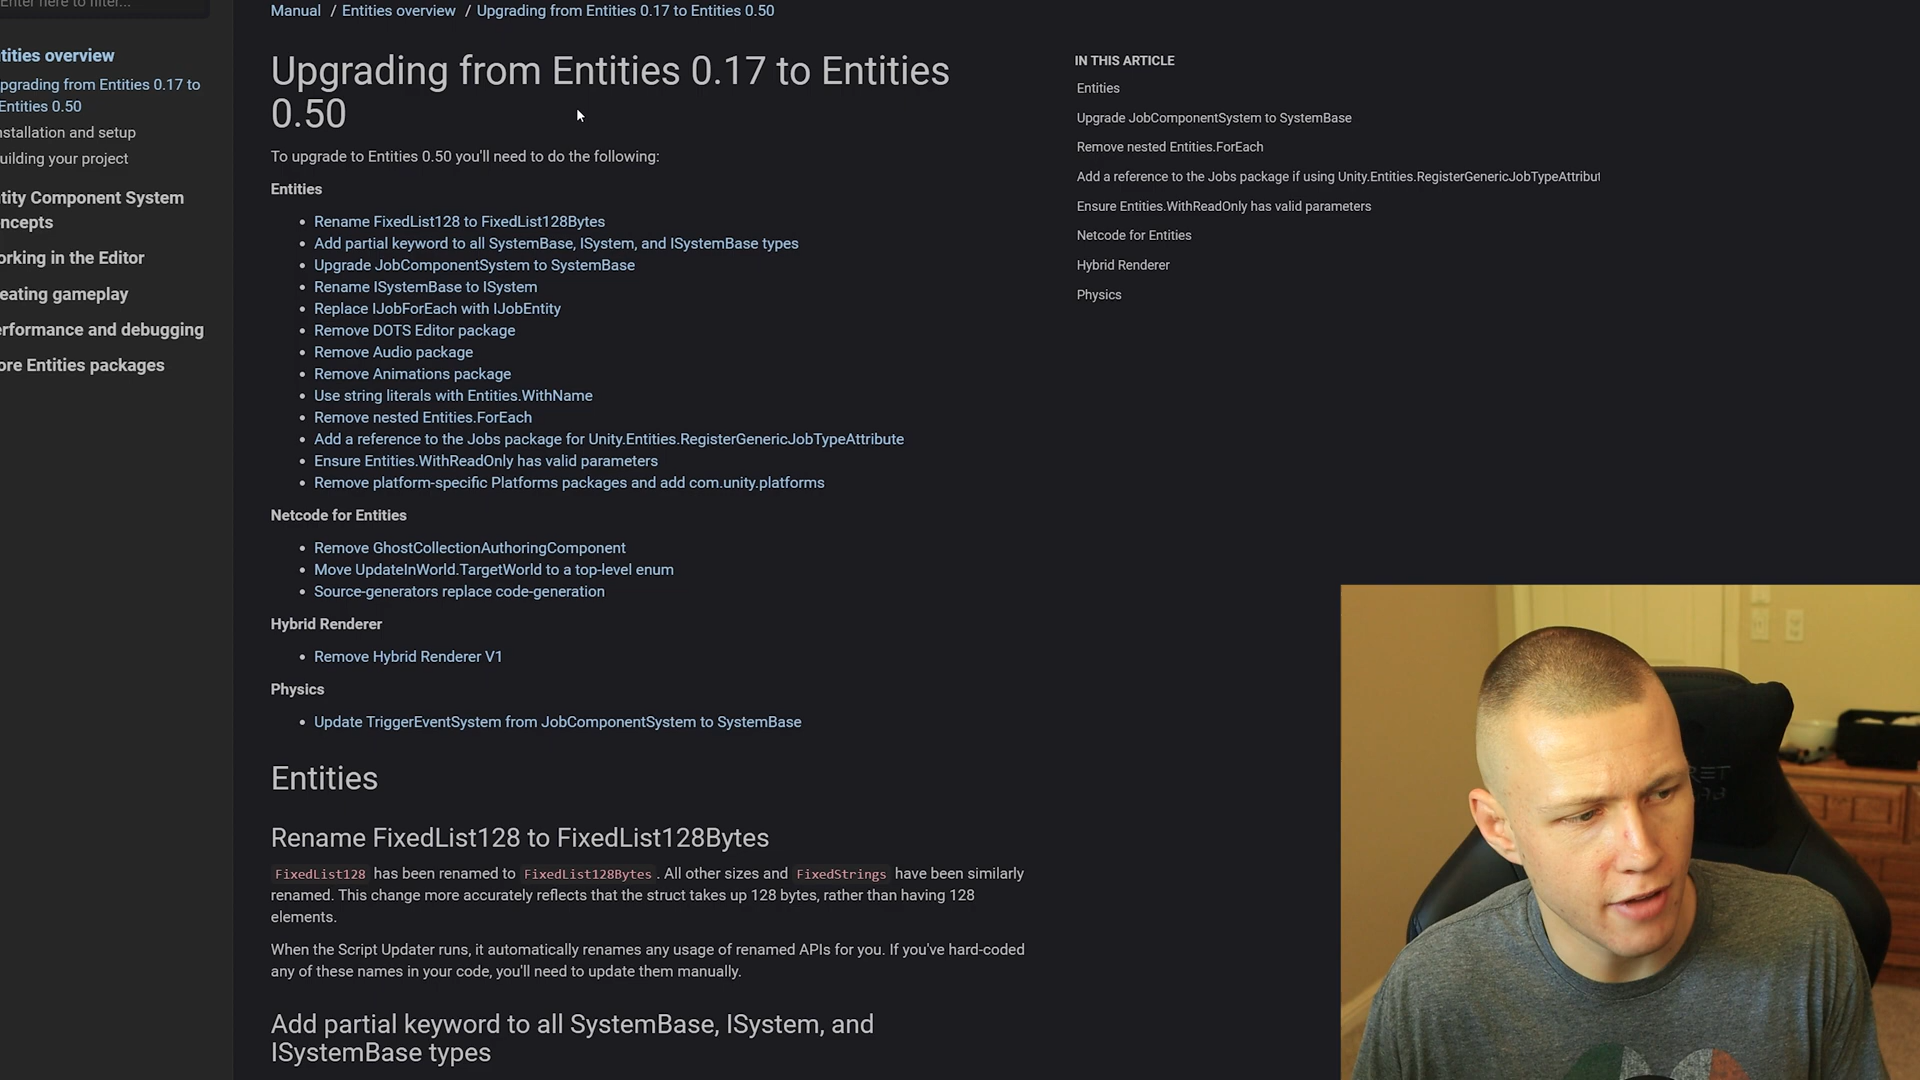 Enter here to filter...
Manual / Entities overview / Upgrading from Entities 0.17 to Entities 0.50
tities overview
pgrading from Entities 0.17 to
Entities 0.50
nstallation and setup
uilding your project
tity Component System
ncepts
orking in the Editor
eating gameplay
erformance and debugging
ore Entities packages
Upgrading from Entities 0.17 to Entities
0.50
To upgrade to Entities 0.50 you'll need to do the following:
Entities
• Rename FixedList128 to FixedList128Bytes
• Add partial keyword to all SystemBase, ISystem, and ISystemBase types
• Upgrade JobComponentSystem to SystemBase
• Rename ISystemBase to ISystem
• Replace IJobForEach with IJobEntity
• Remove DOTS Editor package
• Remove Audio package
• Remove Animations package
• Use string literals with Entities.WithName
• Remove nested Entities.ForEach
• Add a reference to the Jobs package for Unity.Entities.RegisterGenericJobTypeAttribute
• Ensure Entities.WithReadOnly has valid parameters
• Remove platform-specific Platforms packages and add com.unity.platforms
Netcode for Entities
• Remove GhostCollectionAuthoringComponent
• Move UpdateInWorld.TargetWorld to a top-level enum
• Source-generators replace code-generation
Hybrid Renderer
• Remove Hybrid Renderer V1
Physics
• Update TriggerEventSystem from JobComponentSystem to SystemBase
Entities
Rename FixedList128 to FixedList128Bytes
FixedList128 has been renamed to FixedList128Bytes. All other sizes and FixedStrings have been similarly
renamed. This change more accurately reflects that the struct takes up 128 bytes, rather than having 128
elements.
When the Script Updater runs, it automatically renames any usage of renamed APIs for you. If you've hard-coded
any of these names in your code, you'll need to update them manually.
Add partial keyword to all SystemBase, ISystem, and
ISystemBase types
IN THIS ARTICLE
Entities
Upgrade JobComponentSystem to SystemBase
Remove nested Entities.ForEach
Add a reference to the Jobs package if using Unity.Entities.RegisterGenericJobTypeAttribut
Ensure Entities.WithReadOnly has valid parameters
Netcode for Entities
Hybrid Renderer
Physics